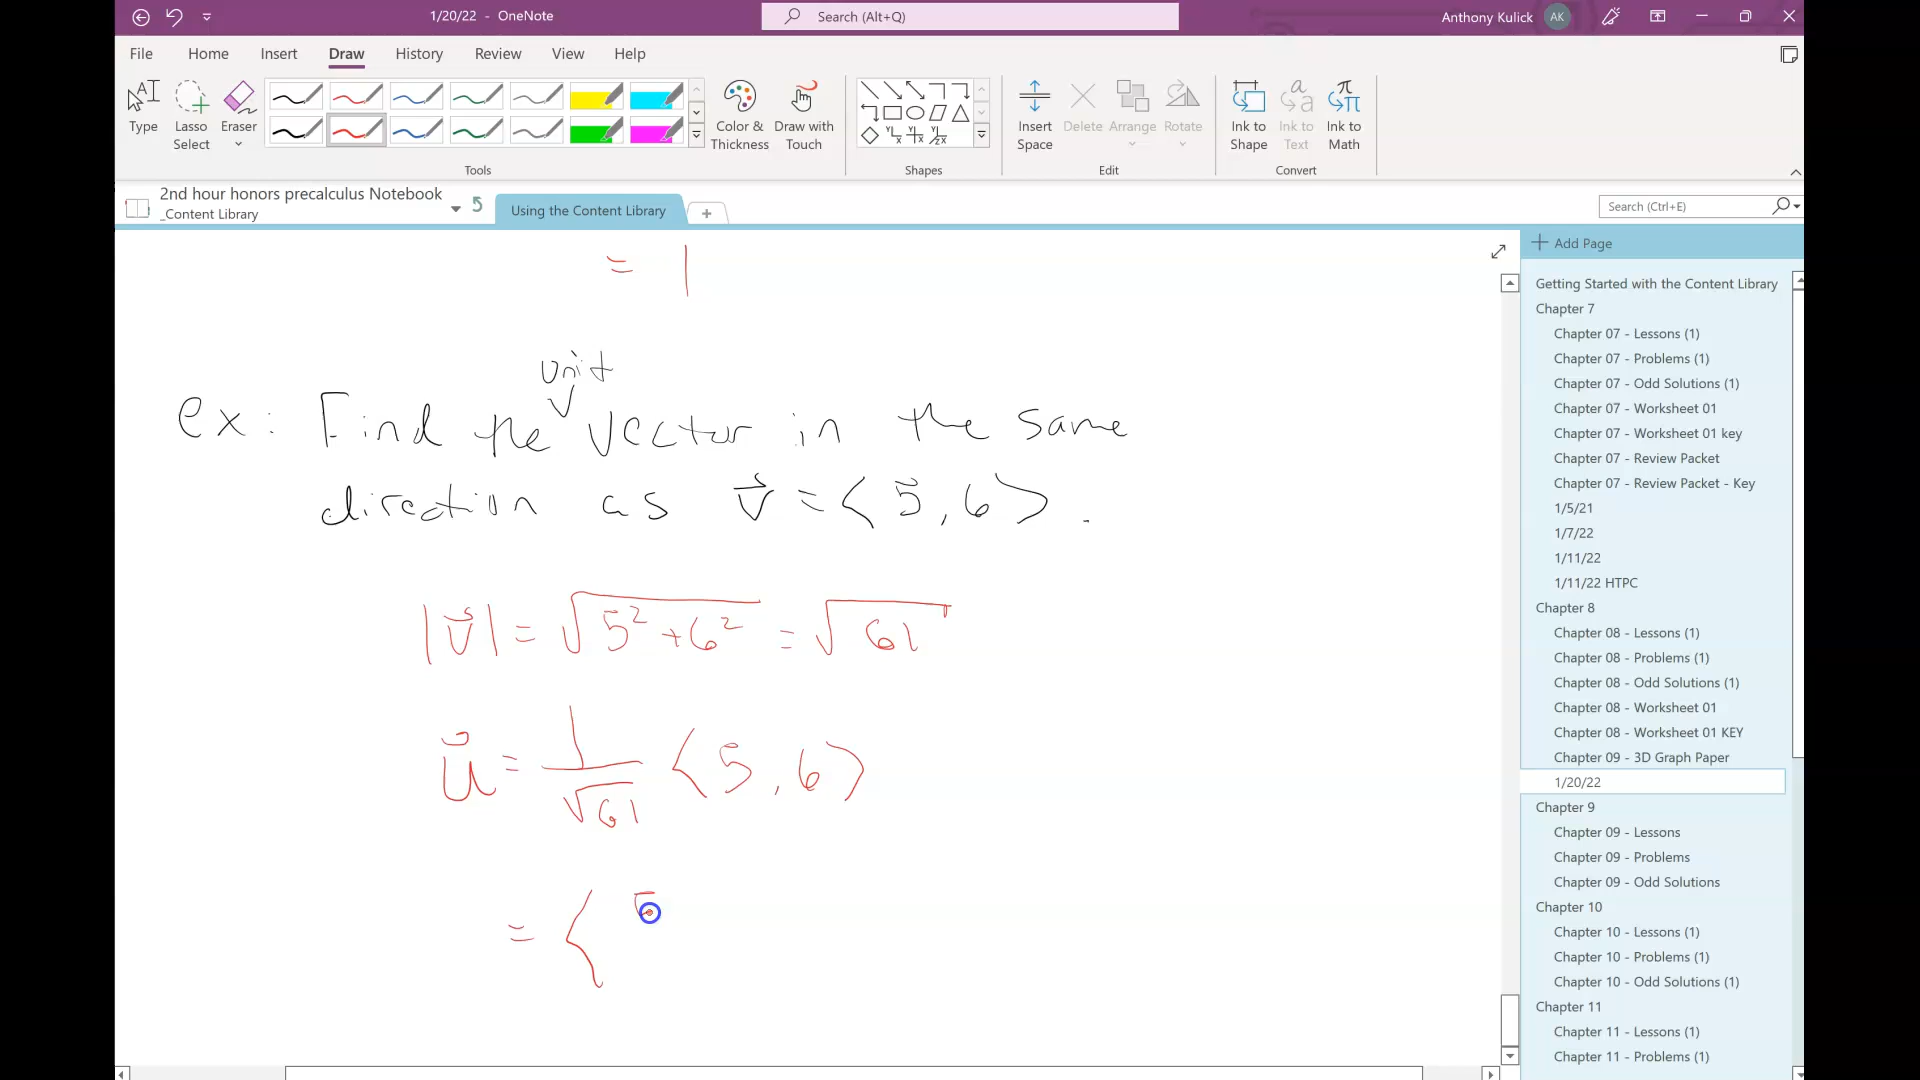 1/20/22 - OneNote
Search (Alt+Q)
Anthony Kulick AK
File Home Insert Draw History Review View Help
Type
Lasso Select
Eraser
Color & Thickness
Draw with Touch
Insert Space
Delete
Arrange
Rotate
Ink to Shape
Ink to Text
Ink to Math
Tools Shapes Edit Convert
2nd hour honors precalculus Notebook
_Content Library
Using the Content Library
Search (Ctrl+E)
= 1
unit
ex: Find the vector in the same
direction as v⃗ = ⟨5, 6⟩.
|v⃗| = √(5² + 6²) = √61
u⃗ = 1/√61 ⟨5, 6⟩
= ⟨ 5
Add Page
Getting Started with the Content Library
Chapter 7
Chapter 07 - Lessons (1)
Chapter 07 - Problems (1)
Chapter 07 - Odd Solutions (1)
Chapter 07 - Worksheet 01
Chapter 07 - Worksheet 01 key
Chapter 07 - Review Packet
Chapter 07 - Review Packet - Key
1/5/21
1/7/22
1/11/22
1/11/22 HTPC
Chapter 8
Chapter 08 - Lessons (1)
Chapter 08 - Problems (1)
Chapter 08 - Odd Solutions (1)
Chapter 08 - Worksheet 01
Chapter 08 - Worksheet 01 KEY
Chapter 09 - 3D Graph Paper
1/20/22
Chapter 9
Chapter 09 - Lessons
Chapter 09 - Problems
Chapter 09 - Odd Solutions
Chapter 10
Chapter 10 - Lessons (1)
Chapter 10 - Problems (1)
Chapter 10 - Odd Solutions (1)
Chapter 11
Chapter 11 - Lessons (1)
Chapter 11 - Problems (1)